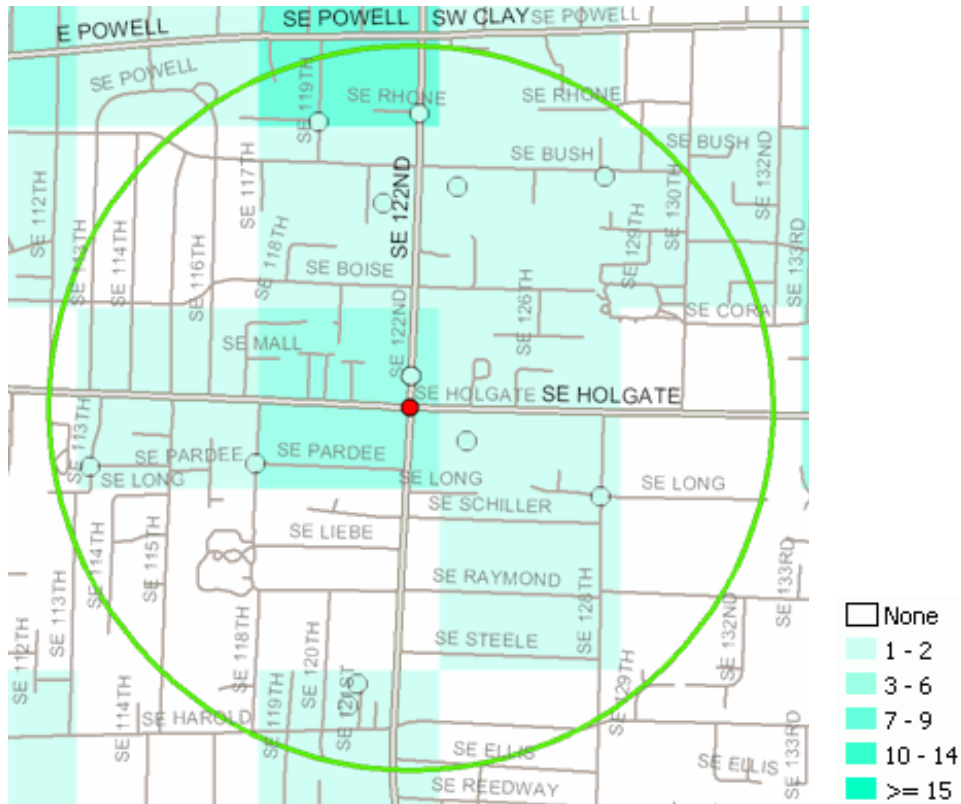 SE POWELL
SW CLAY
SE POWELL
E POWELL
SE POWELL
SE 119TH
SE RHONE
SE RHONE
SE BUSH
SE BUSH
SE 112TH
SE 117TH
SE 122ND
SE 130TH
SE 132ND
SE 113TH
SE 114TH
SE 116TH
SE 118TH
SE 129TH
SE 133RD
SE BOISE
SE 126TH
SE CORA
SE MALL
SE 122ND
SE HOLGATE
SE HOLGATE
SE 113TH
SE PARDEE
SE PARDEE
SE LONG
SE LONG
SE LONG
SE SCHILLER
SE LIEBE
SE 114TH
SE 115TH
SE RAYMOND
SE 133RD
SE 113TH
SE 128TH
SE STEELE
SE 132ND
SE 112TH
SE 118TH
SE 120TH
SE 129TH
SE 114TH
SE HAROLD
SE 119TH
SE 121ST
SE 133RD
SE ELLIS
SE ELLIS
SE REEDWAY
None
1 - 2
3 - 6
7 - 9
10 - 14
>= 15